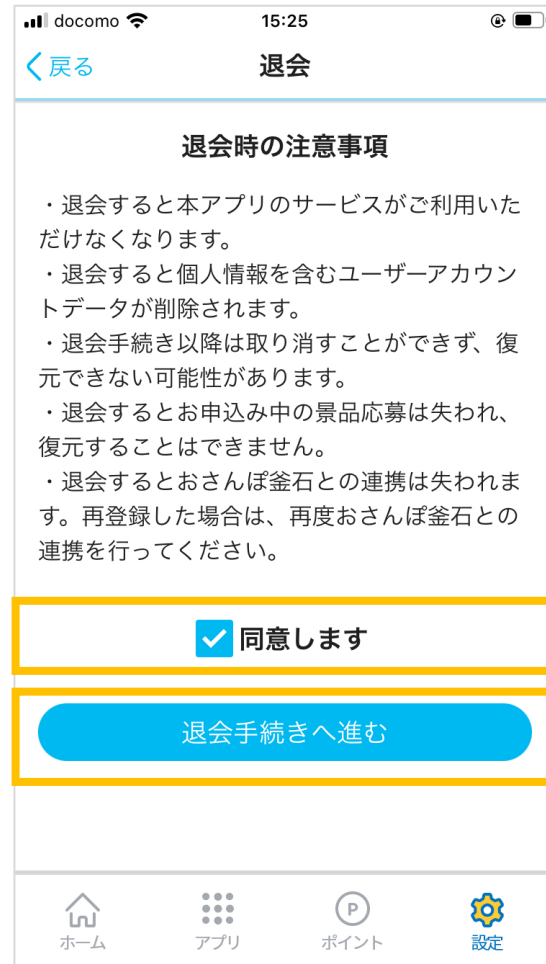 docomo 15:25
戻る 退会
退会時の注意事項
・退会すると本アプリのサービスがご利用いた
だけなくなります。
・退会すると個人情報を含むユーザーアカウン
トデータが削除されます。
・退会手続き以降は取り消すことができず、復
元できない可能性があります。
・退会するとお申込み中の景品応募は失われ、
復元することはできません。
・退会するとおさんぽ釜石との連携は失われま
す。再登録した場合は、再度おさんぽ釜石との
連携を行ってください。
同意します
退会手続きへ進む
P
ホーム アプリ ポイント 設定